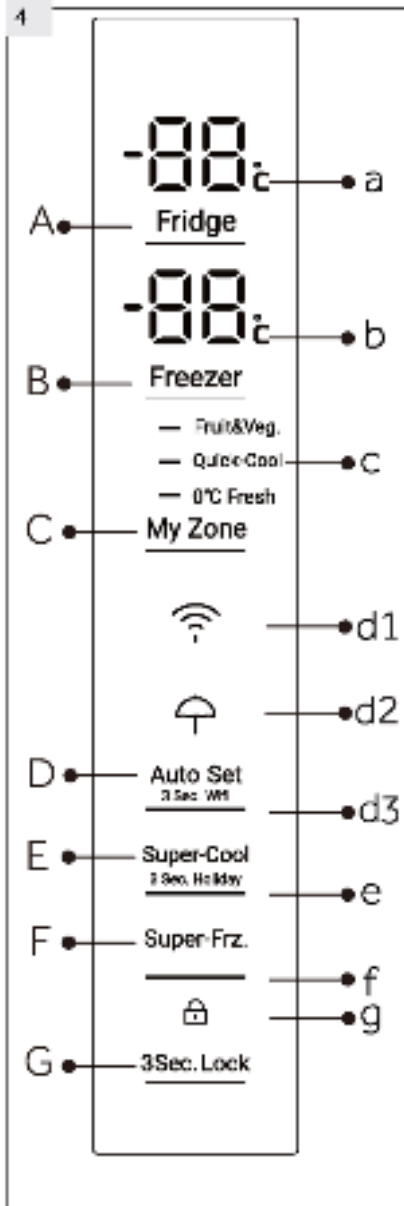 4
-88°c
a
A
Fridge
-88°c
b
B
Freezer
Fruit&Veg.
Quick-Cool
c
0°C Fresh
C
My Zone
d1
d2
D
Auto Set
3 Sec. Wifi
d3
E
Super-Cool
3 Sec. Holiday
e
F
Super-Frz.
f
g
G
3Sec. Lock